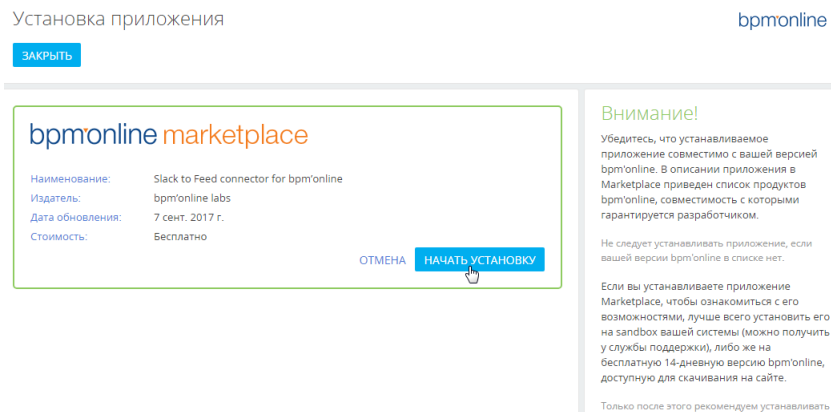 Установка приложения
bpm'online
ЗАКРЫТЬ
bpm'online marketplace
Наименование: Slack to Feed connector for bpm'online
Издатель: bpm'online labs
Дата обновления: 7 сент. 2017 г.
Стоимость: Бесплатно
ОТМЕНА НАЧАТЬ УСТАНОВКУ
Внимание!
Убедитесь, что устанавливаемое
приложение совместимо с вашей версией
bpm'online. В описании приложения в
Marketplace приведен список продуктов
bpm'online, совместимость с которыми
гарантируется разработчиком.
Не следует устанавливать приложение, если
вашей версии bpm'online в списке нет.
Если вы устанавливаете приложение
Marketplace, чтобы ознакомиться с его
возможностями, лучше всего установить его
на sandbox вашей системы (можно получить
у службы поддержки), либо же на
бесплатную 14-дневную версию bpm'online,
доступную для скачивания на сайте.
Только после этого рекомендуем устанавливать